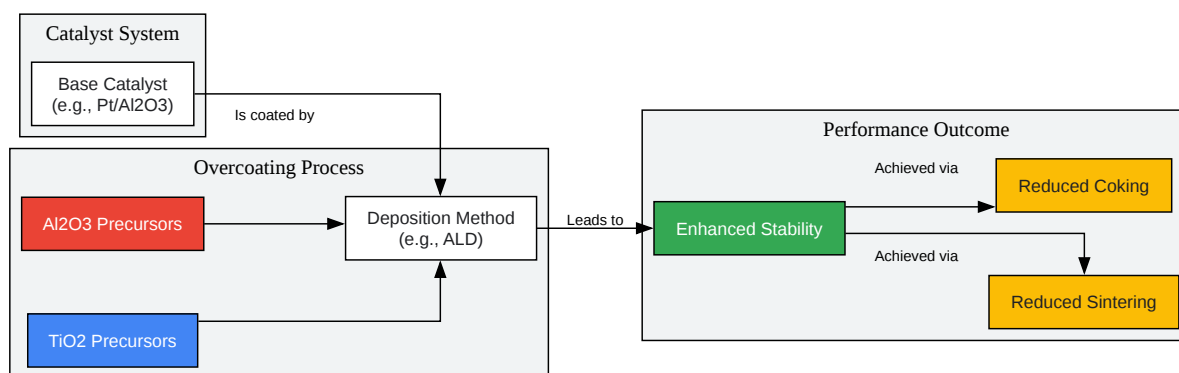 Catalyst System
Base Catalyst
(e.g., Pt/Al2O3)
Is coated by
Overcoating Process
Al2O3 Precursors
Deposition Method
(e.g., ALD)
TiO2 Precursors
Leads to
Performance Outcome
Enhanced Stability
Achieved via
Reduced Coking
Achieved via
Reduced Sintering